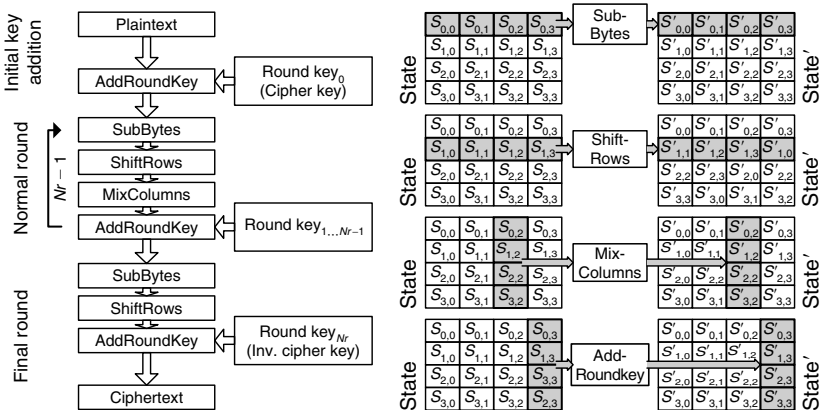 Initial key
addition
Plaintext
AddRoundKey
Round key0
(Cipher key)
Normal round
Nr – 1
SubBytes
ShiftRows
MixColumns
AddRoundKey
Round key1...Nr–1
Final round
SubBytes
ShiftRows
AddRoundKey
Round keyNr
(Inv. cipher key)
Ciphertext
State
S0,0 S0,1 S0,2 S0,3
S1,0 S1,1 S1,2 S1,3
S2,0 S2,3 S2,2 S2,3
S3,0 S3,1 S3,2 S3,3
Sub-
Bytes
S′0,0 S′0,1 S′0,2 S′0,3
S′1,0 S′1,1 S′1,2 S′1,3
S′2,0 S′2,1 S′2,2 S′2,3
S′3,0 S′3,1 S′3,2 S′3,3
State′
State
S0,0 S0,1 S0,2 S0,3
S1,0 S1,1 S1,2 S1,3
S2,0 S2,1 S2,2 S2,3
S3,0 S3,1 S3,2 S3,3
Shift-
Rows
S′0,0 S′0,1 S′0,2 S′0,3
S′1,1 S′1,2 S′1,3 S′1,0
S′2,2 S′2,3 S′2,0 S′2,2
S′3,3 S′3,0 S′3,1 S′3,2
State′
State
S0,0 S0,1 S0,2 S0,3
S1,0 S1,1 S1,2 S1,3
S2,0 S2,1 S2,2 S2,3
S3,0 S3,1 S3,2 S3,3
Mix-
Columns
S′0,0 S′0,1 S′0,2 S′0,3
S′1,0 S′1,1 S′1,2 S′1,3
S′2,0 S′2,2 S′2,2 S′2,3
S′3,0 S′3,1 S′3,2 S′3,3
State′
State
S0,0 S0,1 S0,2 S0,3
S1,0 S1,1 S1,2 S1,3
S2,0 S2,1 S2,2 S3,3
S3,0 S3,1 S3,2 S2,3
Add-
Roundkey
S′0,0 S′0,1 S′0,2 S′0,3
S′1,0 S′1,1 S′1,2 S′1,3
S′2,0 S′2,1 S′2,2 S′2,3
S′3,0 S′3,1 S′3,2 S′3,3
State′